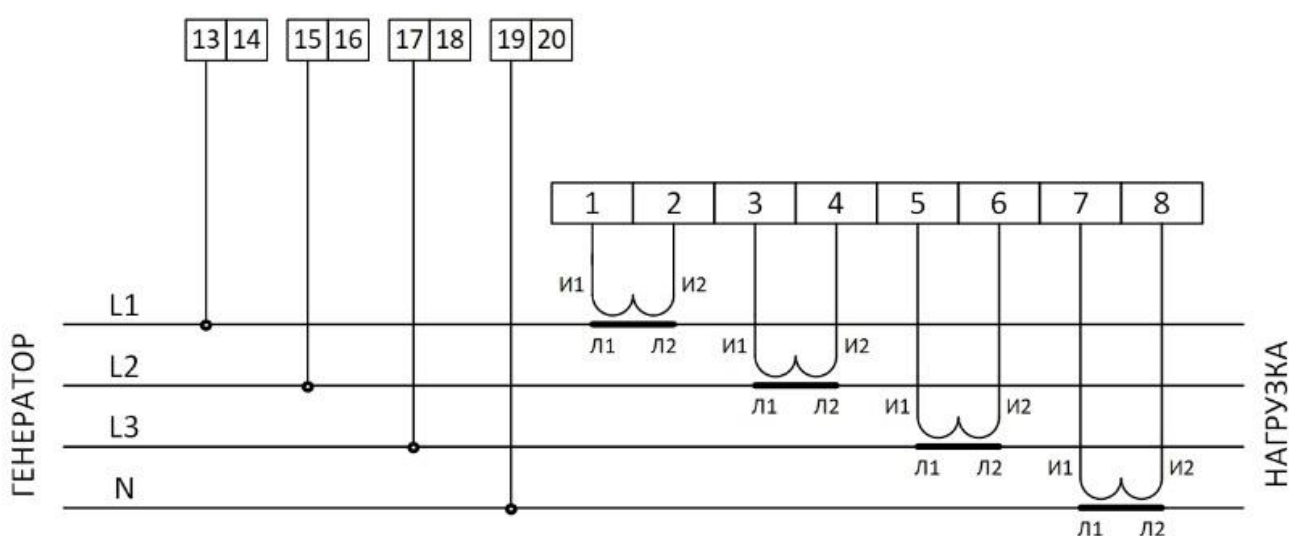 13 14 15 16 17 18 19 20
1 2 3 4 5 6 7 8
И1 И2
L1
Л1 Л2 И1 И2
L2
Л1 Л2 И1 И2
L3
Л1 Л2 И1 И2
N
Л1 Л2
ГЕНЕРАТОР
НАГРУЗКА